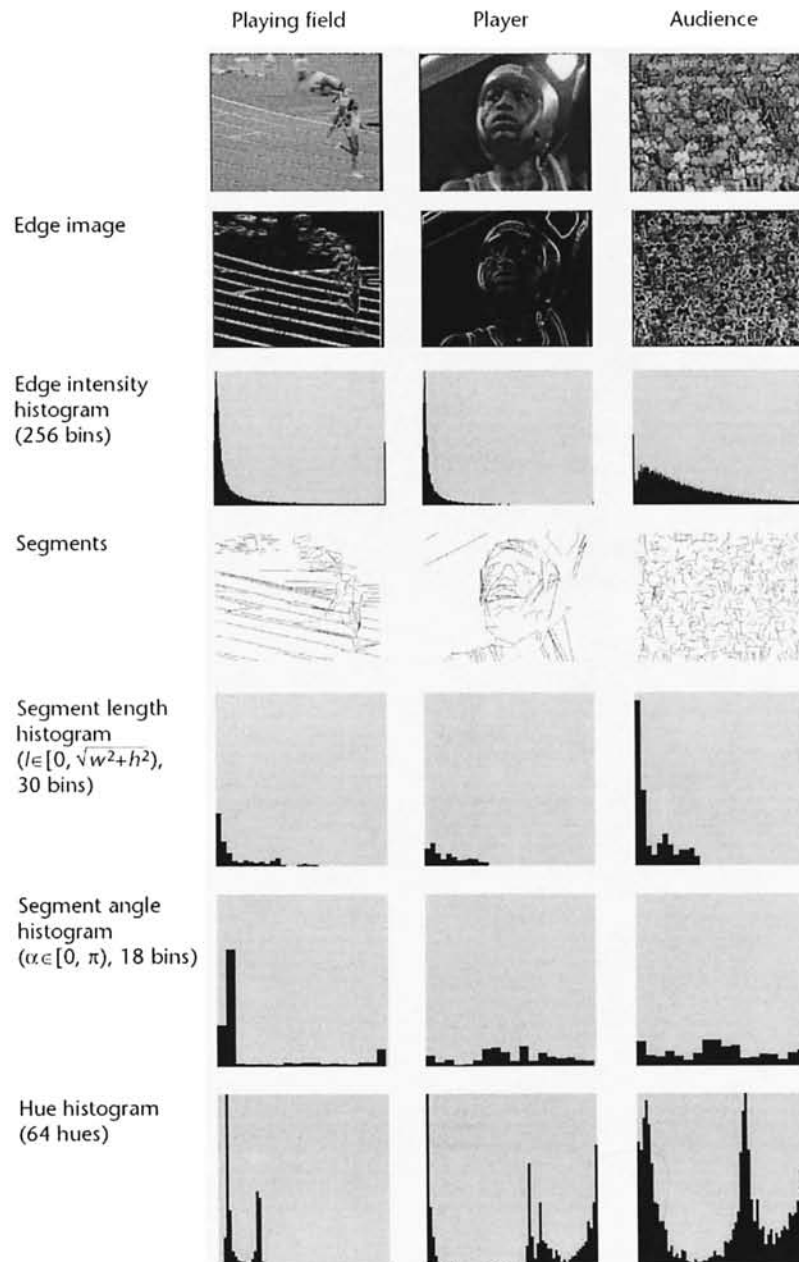 Playing field Player Audience
Edge image
Edge intensity
histogram
(256 bins)
Segments
Segment length
histogram
(l∈[0, √w²+h²),
30 bins)
Segment angle
histogram
(α∈[0, π), 18 bins)
Hue histogram
(64 hues)